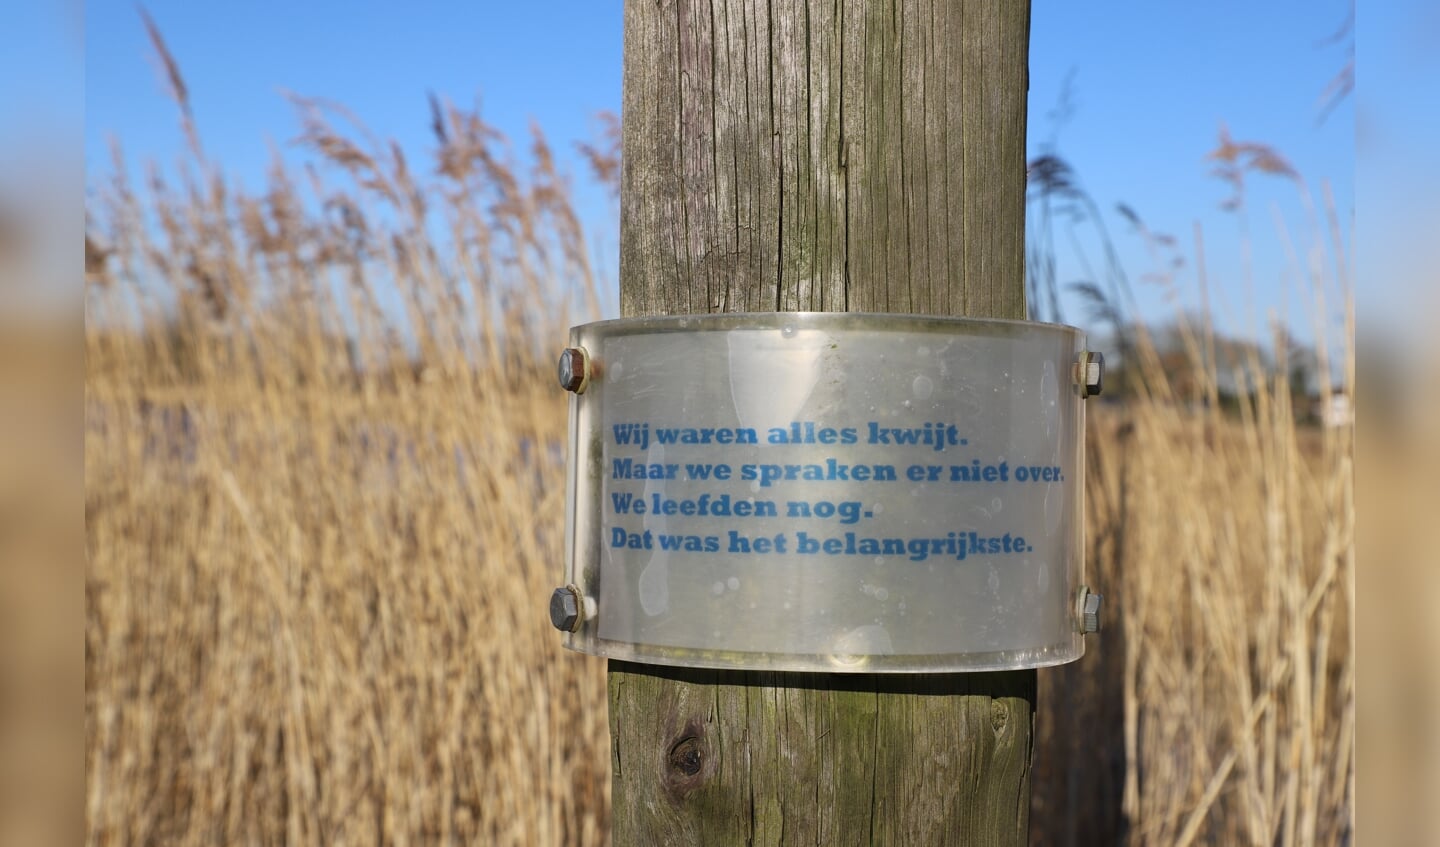 Wij waren alles kwijt.
Maar we spraken er niet over.
We leefden nog.
Dat was het belangrijkste.